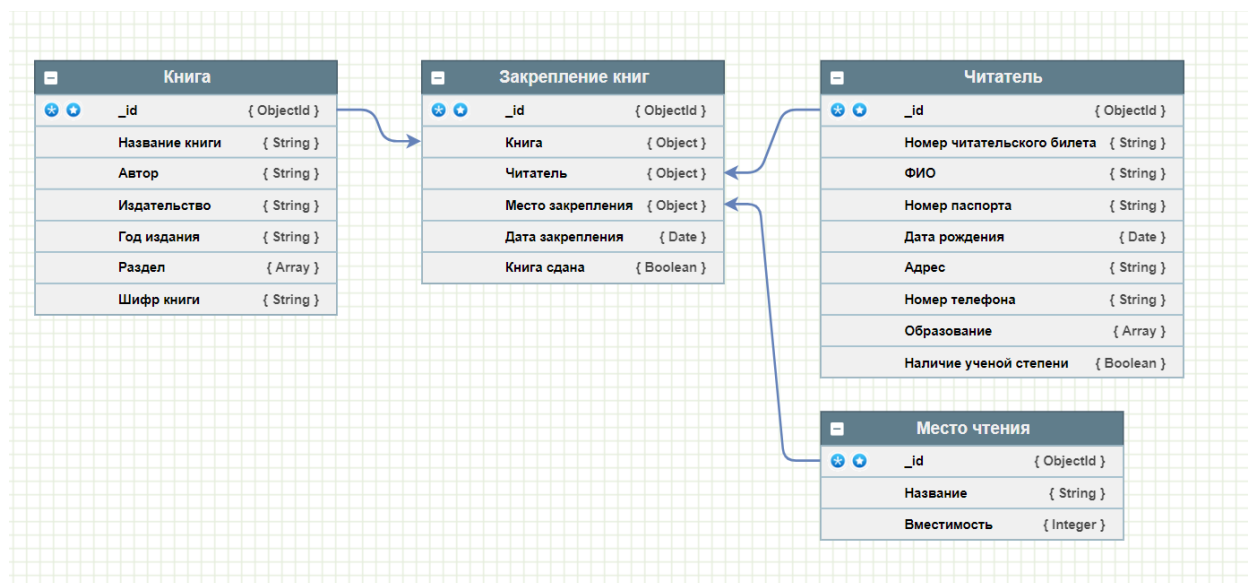 Книга
_id { ObjectId }
Название книги { String }
Автор { String }
Издательство { String }
Год издания { String }
Раздел { Array }
Шифр книги { String }
Закрепление книг
_id { ObjectId }
Книга { Object }
Читатель { Object }
Место закрепления { Object }
Дата закрепления { Date }
Книга сдана { Boolean }
Читатель
_id { ObjectId }
Номер читательского билета { String }
ФИО { String }
Номер паспорта { String }
Дата рождения { Date }
Адрес { String }
Номер телефона { String }
Образование { Array }
Наличие ученой степени { Boolean }
Место чтения
_id { ObjectId }
Название { String }
Вместимость { Integer }